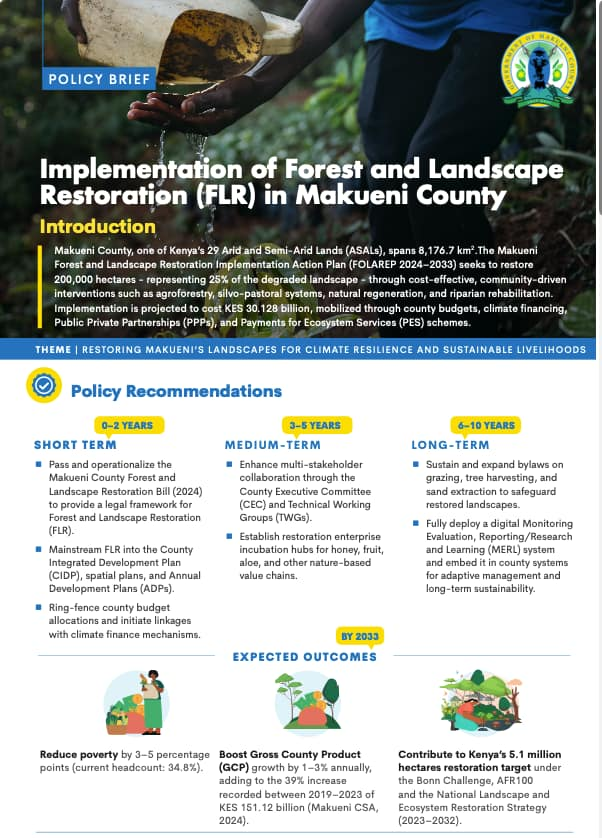 POLICY BRIEF
GOVERNMENT OF MAKUENI COUNTY
Implementation of Forest and Landscape
Restoration (FLR) in Makueni County
Introduction
Makueni County, one of Kenya's 29 Arid and Semi-Arid Lands (ASALs), spans 8,176.7 km².The Makueni
Forest and Landscape Restoration Implementation Action Plan (FOLAREP 2024–2033) seeks to restore
200,000 hectares - representing 25% of the degraded landscape - through cost-effective, community-driven
interventions such as agroforestry, silvo-pastoral systems, natural regeneration, and riparian rehabilitation.
Implementation is projected to cost KES 30.128 billion, mobilized through county budgets, climate financing,
Public Private Partnerships (PPPs), and Payments for Ecosystem Services (PES) schemes.
THEME | RESTORING MAKUENI'S LANDSCAPES FOR CLIMATE RESILIENCE AND SUSTAINABLE LIVELIHOODS
Policy Recommendations
0–2 YEARS
SHORT TERM
Pass and operationalize the
Makueni County Forest and
Landscape Restoration Bill (2024)
to provide a legal framework for
Forest and Landscape Restoration
(FLR).
Mainstream FLR into the County
Integrated Development Plan
(CIDP), spatial plans, and Annual
Development Plans (ADPs).
Ring-fence county budget
allocations and initiate linkages
with climate finance mechanisms.
3–5 YEARS
MEDIUM-TERM
Enhance multi-stakeholder
collaboration through the
County Executive Committee
(CEC) and Technical Working
Groups (TWGs).
Establish restoration enterprise
incubation hubs for honey, fruit,
aloe, and other nature-based
value chains.
6–10 YEARS
LONG-TERM
Sustain and expand bylaws on
grazing, tree harvesting, and
sand extraction to safeguard
restored landscapes.
Fully deploy a digital Monitoring
Evaluation, Reporting/Research
and Learning (MERL) system
and embed it in county systems
for adaptive management and
long-term sustainability.
BY 2033
EXPECTED OUTCOMES
Reduce poverty by 3–5 percentage
points (current headcount: 34.8%).
Boost Gross County Product
(GCP) growth by 1–3% annually,
adding to the 39% increase
recorded between 2019–2023 of
KES 151.12 billion (Makueni CSA,
2024).
Contribute to Kenya's 5.1 million
hectares restoration target under
the Bonn Challenge, AFR100
and the National Landscape and
Ecosystem Restoration Strategy
(2023–2032).